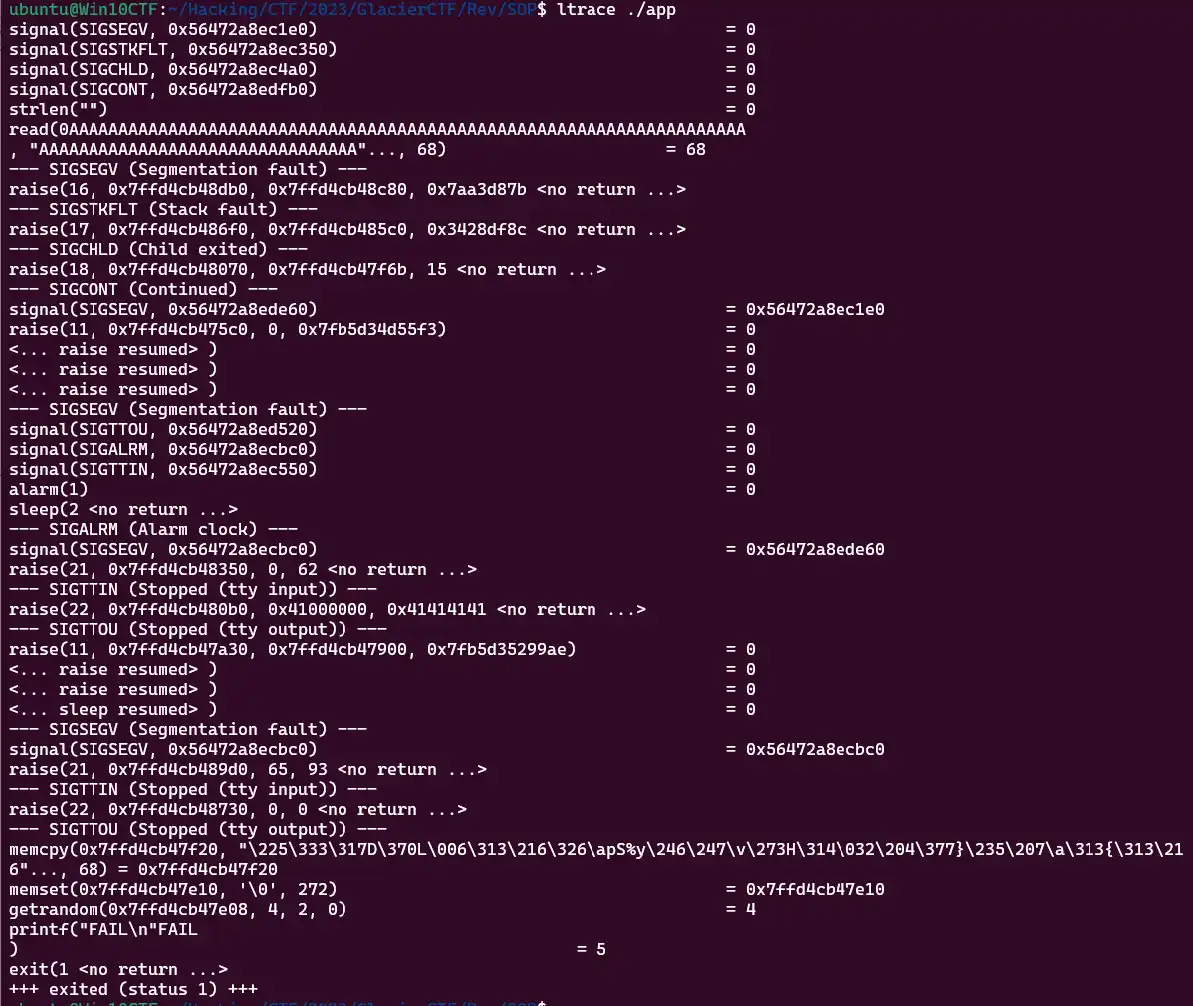 ubuntu@Win10CTF:~/Hacking/CTF/2023/GlacierCTF/Rev/SOP$ ltrace ./app
signal(SIGSEGV, 0x56472a8ec1e0) = 0
signal(SIGSTKFLT, 0x56472a8ec350) = 0
signal(SIGCHLD, 0x56472a8ec4a0) = 0
signal(SIGCONT, 0x56472a8edfb0) = 0
strlen("") = 0
read(0AAAAAAAAAAAAAAAAAAAAAAAAAAAAAAAAAAAAAAAAAAAAAAAAAAAAAAAAAAAAAAAAAAAA
, "AAAAAAAAAAAAAAAAAAAAAAAAAAAAAAAA"..., 68) = 68
--- SIGSEGV (Segmentation fault) ---
raise(16, 0x7ffd4cb48db0, 0x7ffd4cb48c80, 0x7aa3d87b <no return ...>
--- SIGSTKFLT (Stack fault) ---
raise(17, 0x7ffd4cb486f0, 0x7ffd4cb485c0, 0x3428df8c <no return ...>
--- SIGCHLD (Child exited) ---
raise(18, 0x7ffd4cb48070, 0x7ffd4cb47f6b, 15 <no return ...>
--- SIGCONT (Continued) ---
signal(SIGSEGV, 0x56472a8ede60) = 0x56472a8ec1e0
raise(11, 0x7ffd4cb475c0, 0, 0x7fb5d34d55f3) = 0
<... raise resumed> ) = 0
<... raise resumed> ) = 0
<... raise resumed> ) = 0
--- SIGSEGV (Segmentation fault) ---
signal(SIGTTOU, 0x56472a8ed520) = 0
signal(SIGALRM, 0x56472a8ecbc0) = 0
signal(SIGTTIN, 0x56472a8ec550) = 0
alarm(1) = 0
sleep(2 <no return ...>
--- SIGALRM (Alarm clock) ---
signal(SIGSEGV, 0x56472a8ecbc0) = 0x56472a8ede60
raise(21, 0x7ffd4cb48350, 0, 62 <no return ...>
--- SIGTTIN (Stopped (tty input)) ---
raise(22, 0x7ffd4cb480b0, 0x41000000, 0x41414141 <no return ...>
--- SIGTTOU (Stopped (tty output)) ---
raise(11, 0x7ffd4cb47a30, 0x7ffd4cb47900, 0x7fb5d35299ae) = 0
<... raise resumed> ) = 0
<... raise resumed> ) = 0
<... sleep resumed> ) = 0
--- SIGSEGV (Segmentation fault) ---
signal(SIGSEGV, 0x56472a8ecbc0) = 0x56472a8ecbc0
raise(21, 0x7ffd4cb489d0, 65, 93 <no return ...>
--- SIGTTIN (Stopped (tty input)) ---
raise(22, 0x7ffd4cb48730, 0, 0 <no return ...>
--- SIGTTOU (Stopped (tty output)) ---
memcpy(0x7ffd4cb47f20, "\225\333\317D\370L\006\313\216\326\apS%y\246\247\v\273H\314\032\204\377}\235\207\a\313{\313\21
6"..., 68) = 0x7ffd4cb47f20
memset(0x7ffd4cb47e10, '\0', 272) = 0x7ffd4cb47e10
getrandom(0x7ffd4cb47e08, 4, 2, 0) = 4
printf("FAIL\n"FAIL
) = 5
exit(1 <no return ...>
+++ exited (status 1) +++